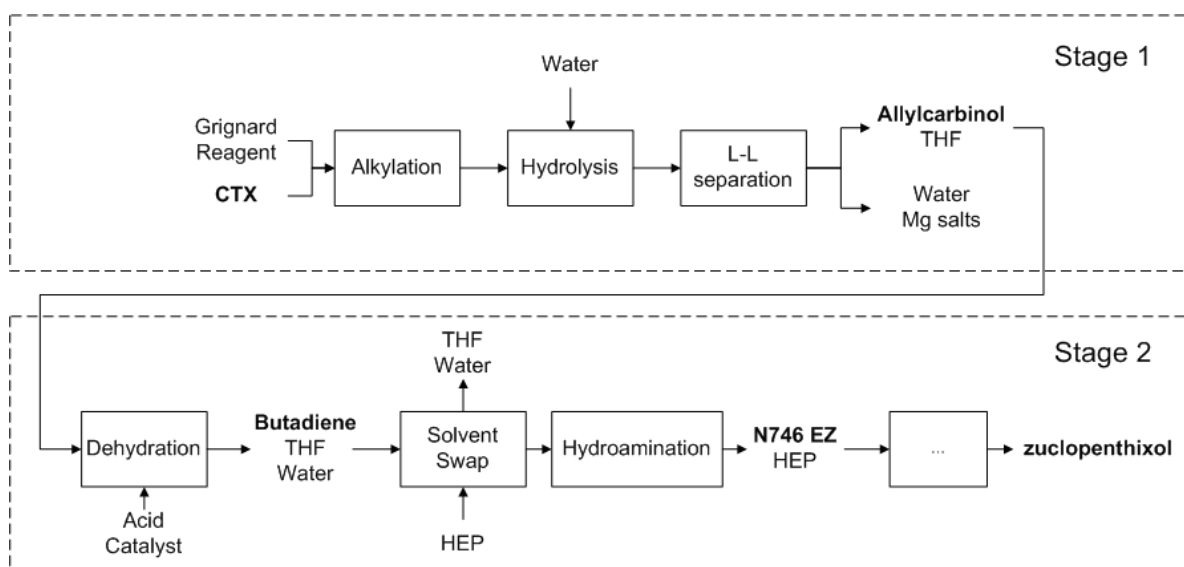 Stage 1
Water
Grignard
Reagent
CTX
Alkylation
Hydrolysis
L-L
separation
Allylcarbinol
THF
Water
Mg salts
Stage 2
THF
Water
Dehydration
Butadiene
THF
Water
Solvent
Swap
Hydroamination
N746 EZ
HEP
...
zuclopenthixol
Acid
Catalyst
HEP